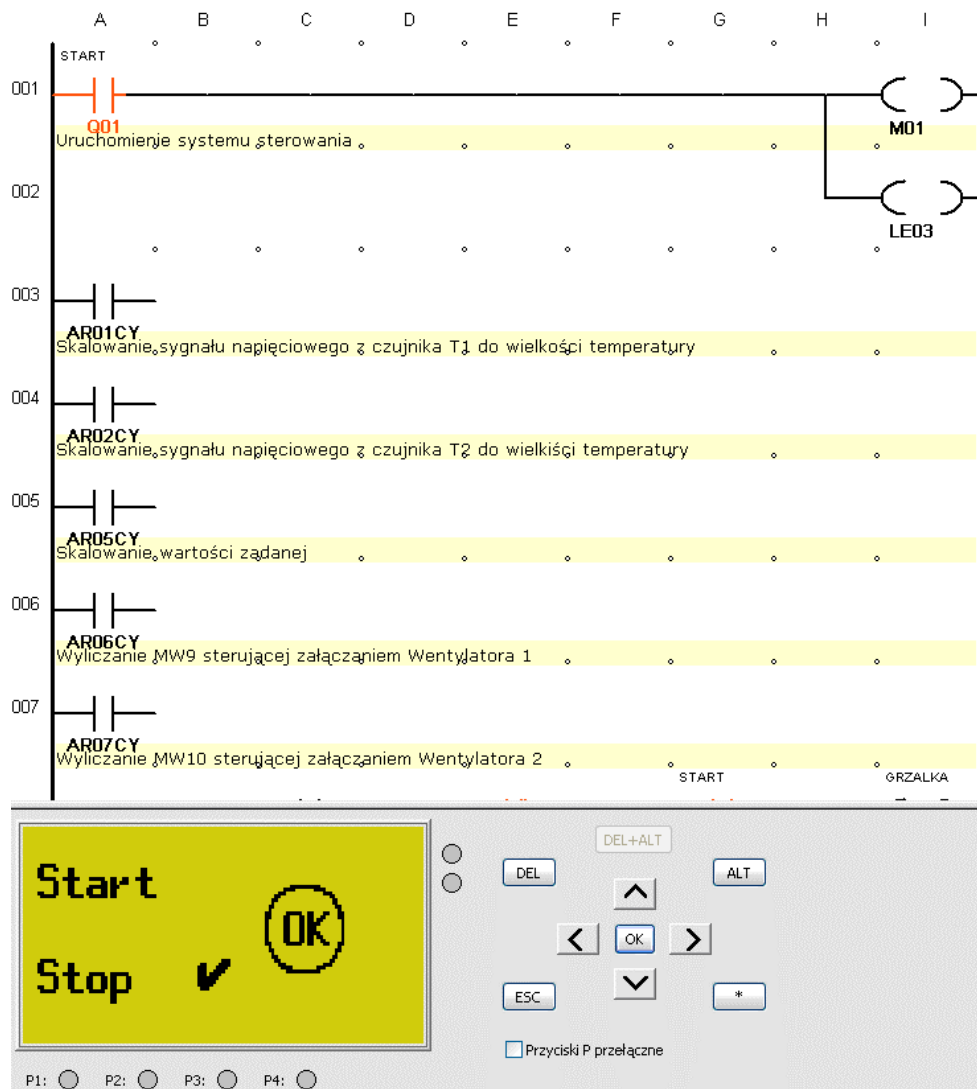 A B C D E F G H I
START
001
Q01 M01
Uruchomienie systemu sterowania
002
LE03
003
AR01CY
Skalowanie sygnału napięciowego z czujnika T1 do wielkości temperatury
004
AR02CY
Skalowanie sygnału napięciowego z czujnika T2 do wielkiści temperatury
005
AR05CY
Skalowanie wartości zadanej
006
AR06CY
Wyliczanie MW9 sterującej załączaniem Wentylatora 1
007
AR07CY
Wyliczanie MW10 sterującej załączaniem Wentylatora 2
START GRZALKA
DEL+ALT
Start DEL ALT
OK OK
Stop
ESC *
Przyciski P przełączne
P1: P2: P3: P4: